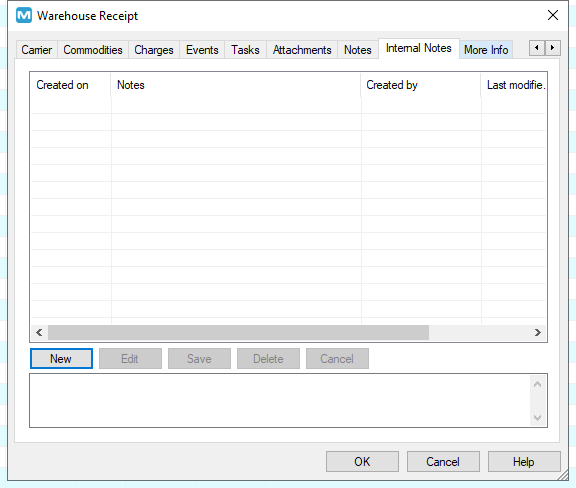 Warehouse Receipt
Carrier Commodities Charges Events Tasks Attachments Notes Internal Notes More Info
Created on Notes Created by Last modifie...
New Edit Save Delete Cancel
OK Cancel Help